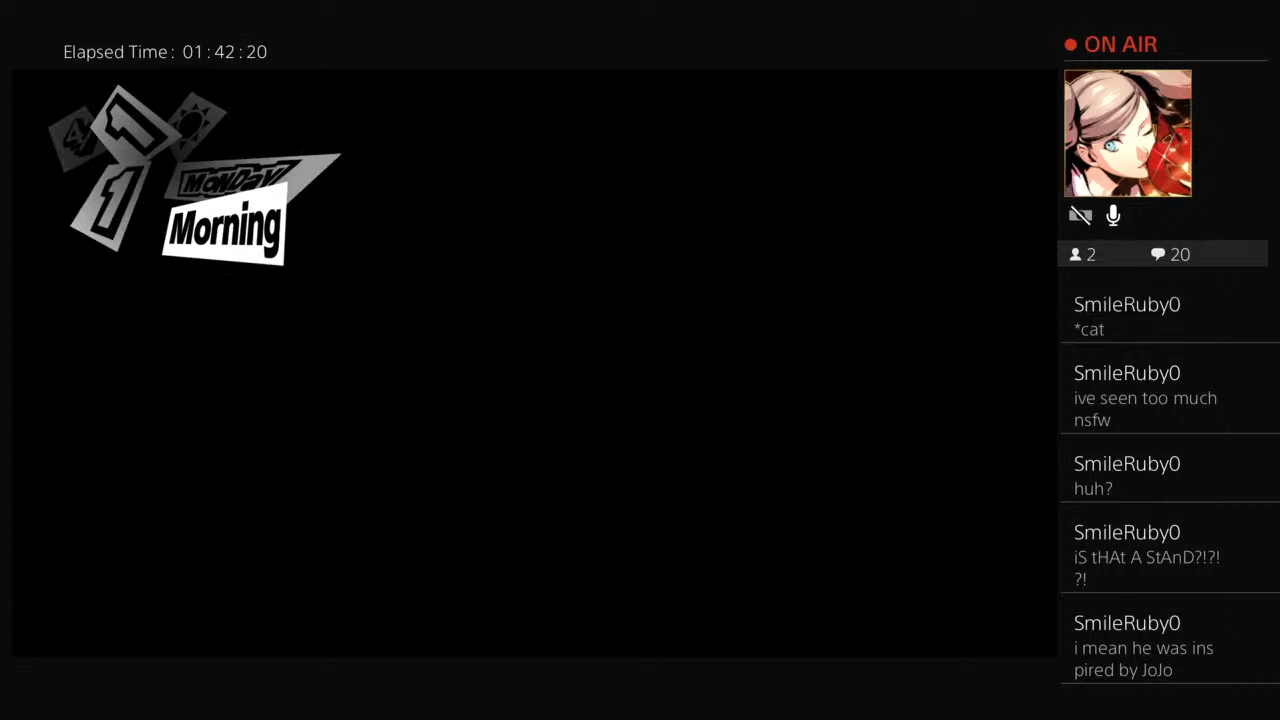 Elapsed Time: 01:42:20
ON AIR
4/
11
MONDAY
Morning
2 20
SmileRuby0
*cat
SmileRuby0
ive seen too much
nsfw
SmileRuby0
huh?
SmileRuby0
iS tHAt A StAnD?!?!
?!
SmileRuby0
i mean he was ins
pired by JoJo